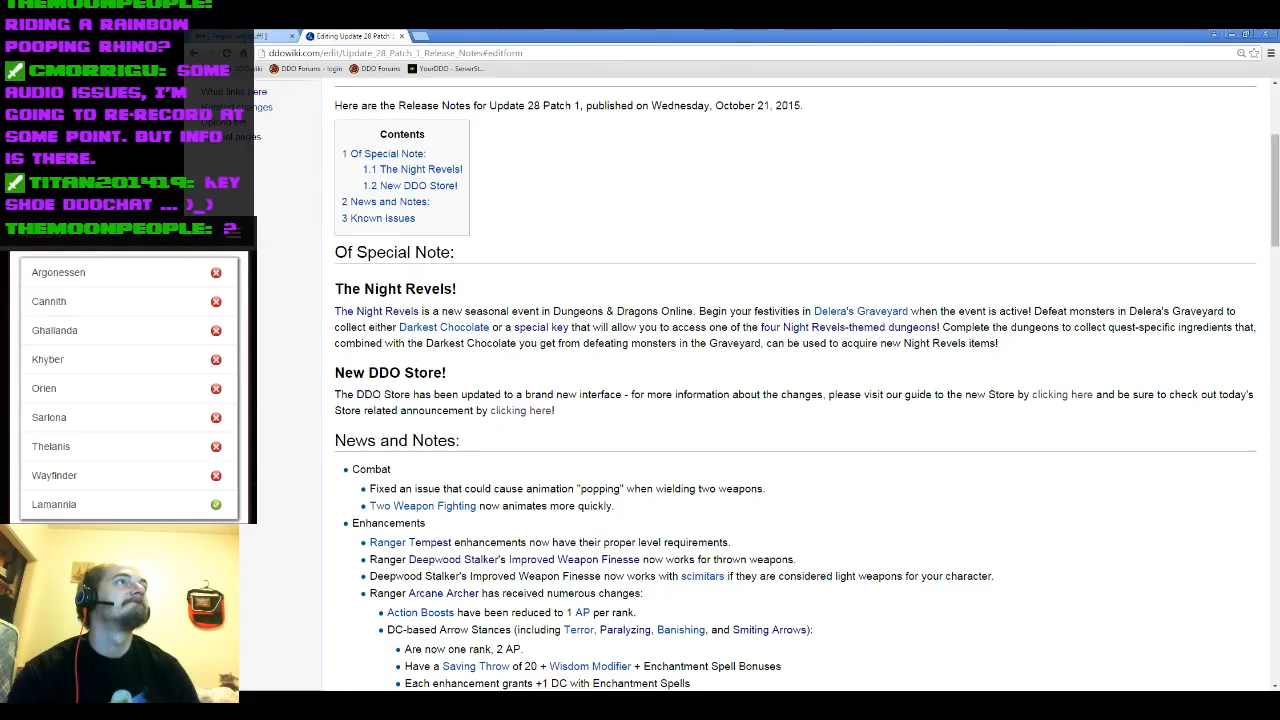 THEMOONPEOPLE:
RIDING A RAINBOW
POOPING RHINO?
CMORRIGU: SOME
AUDIO ISSUES, I'M
GOING TO RE-RECORD AT
SOME POINT. BUT INFO
IS THERE.
TITAN201419: HEY
SHOE DDOCHAT ... )_)
THEMOONPEOPLE: ?
Argonessen
Cannith
Ghallanda
Khyber
Orien
Sarlona
Thelanis
Wayfinder
Lamannia
Editing Update 28 Patch 1
ddowiki.com/edit/Update_28_Patch_1_Release_Notes#editform
DDO Forums - login
DDO Forums
YourDDO - ServerSt...
What links here
Related changes
Here are the Release Notes for Update 28 Patch 1, published on Wednesday, October 21, 2015.
Contents
1 Of Special Note:
1.1 The Night Revels!
1.2 New DDO Store!
2 News and Notes:
3 Known Issues
Of Special Note:
The Night Revels!
The Night Revels is a new seasonal event in Dungeons & Dragons Online. Begin your festivities in Delera's Graveyard when the event is active! Defeat monsters in Delera's Graveyard to
collect either Darkest Chocolate or a special key that will allow you to access one of the four Night Revels-themed dungeons! Complete the dungeons to collect quest-specific ingredients that,
combined with the Darkest Chocolate you get from defeating monsters in the Graveyard, can be used to acquire new Night Revels items!
New DDO Store!
The DDO Store has been updated to a brand new interface - for more information about the changes, please visit our guide to the new Store by clicking here and be sure to check out today's
Store related announcement by clicking here!
News and Notes:
Combat
Fixed an issue that could cause animation "popping" when wielding two weapons.
Two Weapon Fighting now animates more quickly.
Enhancements
Ranger Tempest enhancements now have their proper level requirements.
Ranger Deepwood Stalker's Improved Weapon Finesse now works for thrown weapons.
Deepwood Stalker's Improved Weapon Finesse now works with scimitars if they are considered light weapons for your character.
Ranger Arcane Archer has received numerous changes:
Action Boosts have been reduced to 1 AP per rank.
DC-based Arrow Stances (including Terror, Paralyzing, Banishing, and Smiting Arrows):
Are now one rank, 2 AP.
Have a Saving Throw of 20 + Wisdom Modifier + Enchantment Spell Bonuses
Each enhancement grants +1 DC with Enchantment Spells